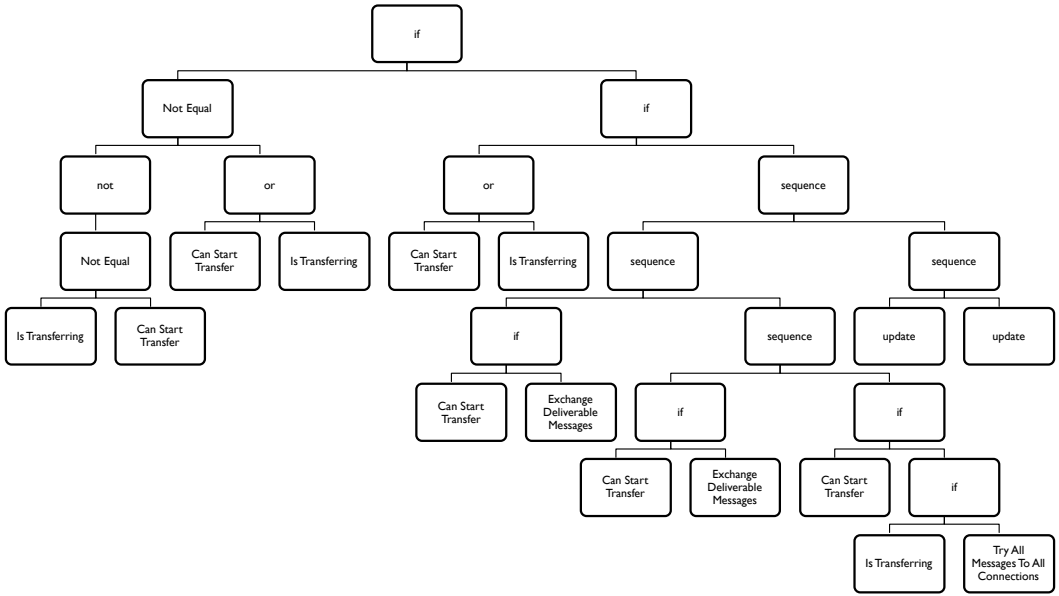 if
Not Equal
if
not
or
or
sequence
Not Equal
Can Start
Transfer
Is Transferring
Can Start
Transfer
Is Transferring
sequence
sequence
Is Transferring
Can Start
Transfer
if
sequence
update
update
Can Start
Transfer
Exchange
Deliverable
Messages
if
if
Can Start
Transfer
Exchange
Deliverable
Messages
Can Start
Transfer
if
Is Transferring
Try All
Messages To All
Connections